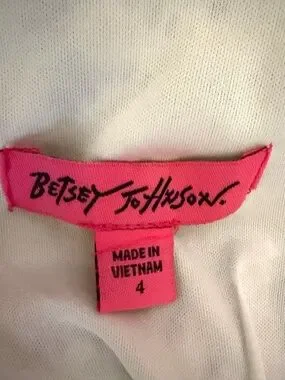 BETSEY JOHNSON.
MADE IN
VIETNAM
4